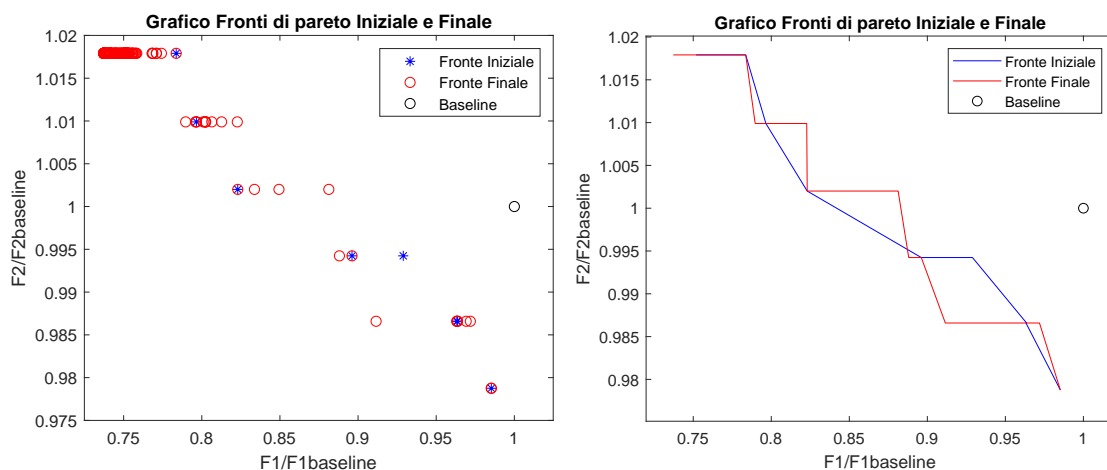 Grafico Fronti di pareto Iniziale e Finale
1.02
1.015
1.01
1.005
1
0.995
0.99
0.985
0.98
0.975
F2/F2baseline
0.75
0.8
0.85
0.9
0.95
1
F1/F1baseline
Fronte Iniziale
Fronte Finale
Baseline
Grafico Fronti di pareto Iniziale e Finale
1.02
1.015
1.01
1.005
1
0.995
0.99
0.985
0.98
F2/F2baseline
0.75
0.8
0.85
0.9
0.95
1
F1/F1baseline
Fronte Iniziale
Fronte Finale
Baseline